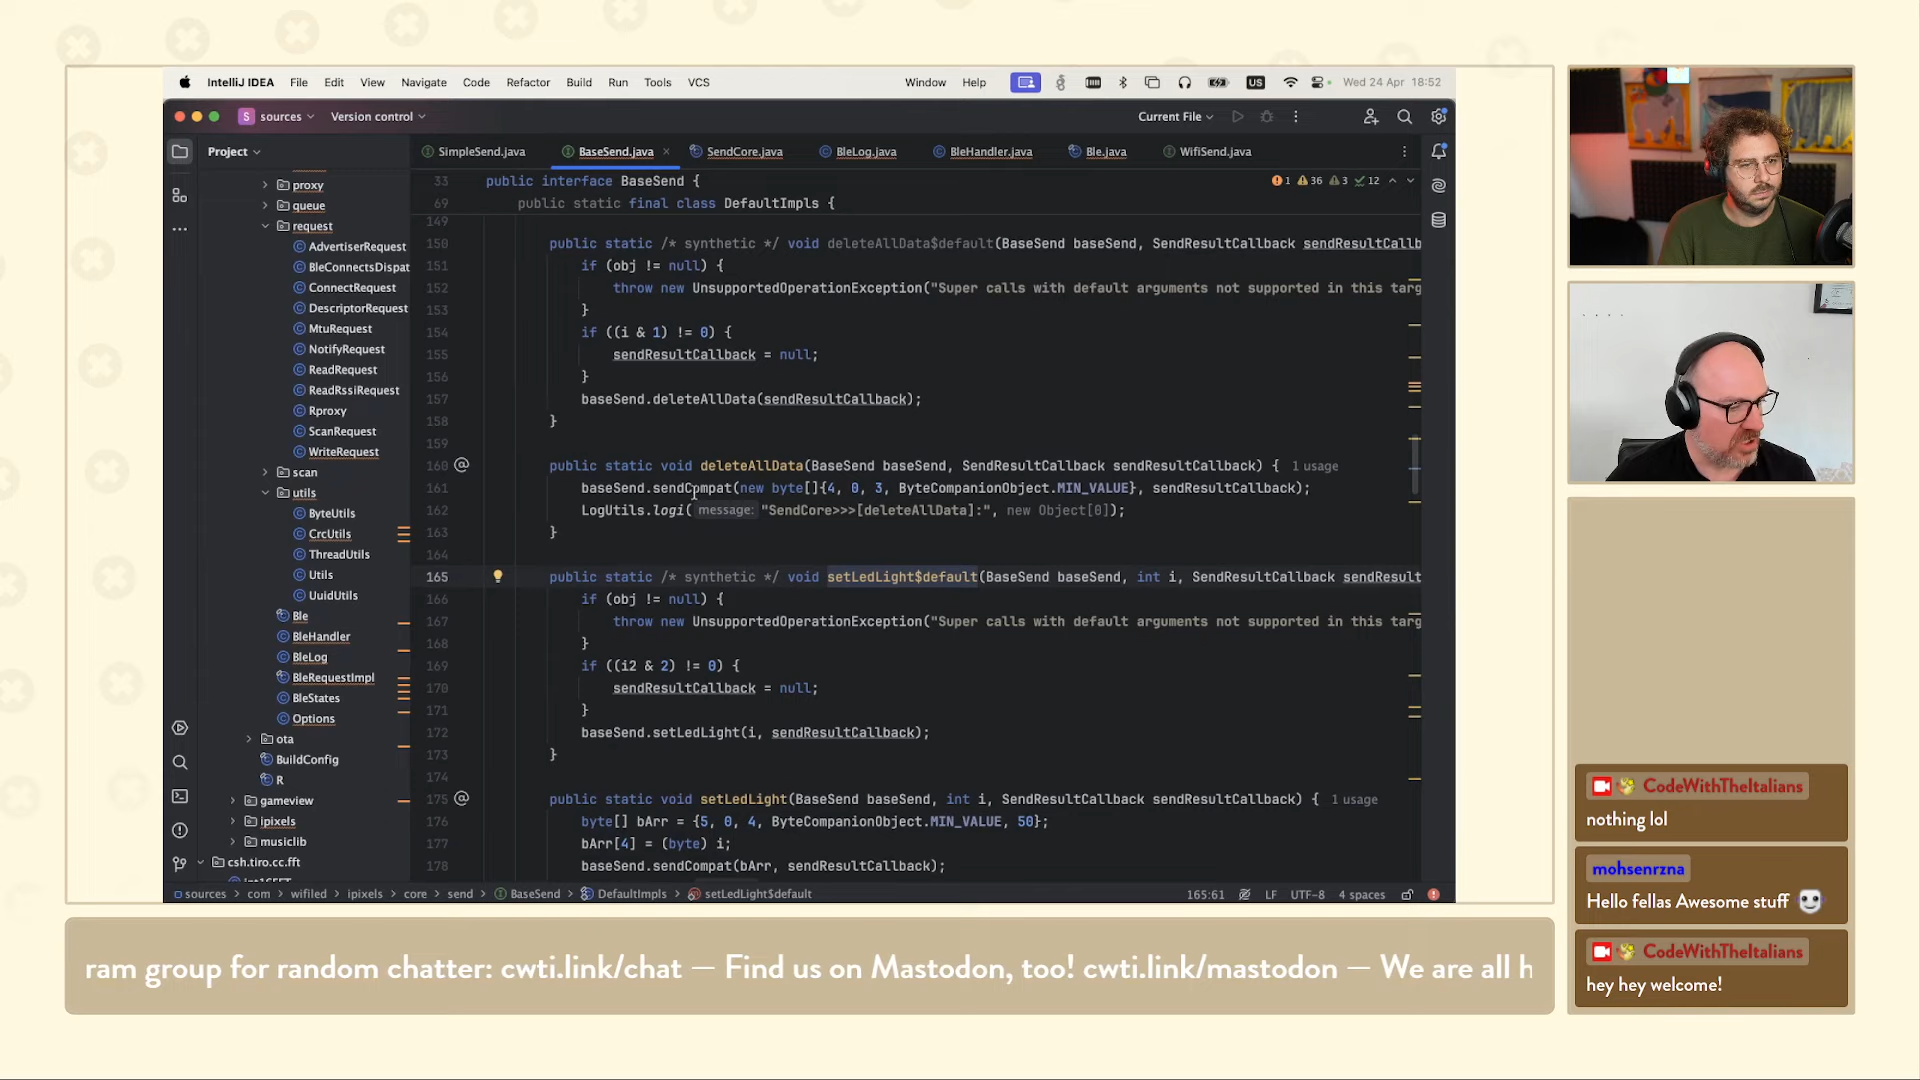 IntelliJ IDEA File Edit View Navigate Code Refactor Build Run Tools VCS Window Help US Wed 24 Apr 18:52
S sources Version control Current File
Project
SimpleSend.java BaseSend.java SendCore.java BleLog.java BleHandler.java Ble.java WifiSend.java
proxy
queue
request
AdvertiserRequest
BleConnectsDispat
ConnectRequest
DescriptorRequest
MtuRequest
NotifyRequest
ReadRequest
ReadRssiRequest
Rproxy
ScanRequest
WriteRequest
scan
utils
ByteUtils
CrcUtils
ThreadUtils
Utils
UuidUtils
Ble
BleHandler
BleLog
BleRequestImpl
BleStates
Options
ota
BuildConfig
R
gameview
ipixels
musiclib
csh.tiro.cc.fft
33 public interface BaseSend {
1 36 3 12
69 public static final class DefaultImpls {
149
150 public static /* synthetic */ void deleteAllData$default(BaseSend baseSend, SendResultCallback sendResultCallb
151 if (obj != null) {
152 throw new UnsupportedOperationException("Super calls with default arguments not supported in this targ
153 }
154 if ((i & 1) != 0) {
155 sendResultCallback = null;
156 }
157 baseSend.deleteAllData(sendResultCallback);
158 }
159
160 public static void deleteAllData(BaseSend baseSend, SendResultCallback sendResultCallback) { 1 usage
161 baseSend.sendCompat(new byte[]{4, 0, 3, ByteCompanionObject.MIN_VALUE}, sendResultCallback);
162 LogUtils.logi( message: "SendCore>>>[deleteAllData]:", new Object[0]);
163 }
164
165 public static /* synthetic */ void setLedLight$default(BaseSend baseSend, int i, SendResultCallback sendResult
166 if (obj != null) {
167 throw new UnsupportedOperationException("Super calls with default arguments not supported in this targ
168 }
169 if ((i2 & 2) != 0) {
170 sendResultCallback = null;
171 }
172 baseSend.setLedLight(i, sendResultCallback);
173 }
174
175 public static void setLedLight(BaseSend baseSend, int i, SendResultCallback sendResultCallback) { 1 usage
176 byte[] bArr = {5, 0, 4, ByteCompanionObject.MIN_VALUE, 50};
177 bArr[4] = (byte) i;
178 baseSend.sendCompat(bArr, sendResultCallback);
sources com wifiled ipixels core send BaseSend DefaultImpls setLedLight$default 165:61 LF UTF-8 4 spaces
CodeWithTheItalians
nothing lol
mohsenrzna
Hello fellas Awesome stuff
CodeWithTheItalians
hey hey welcome!
ram group for random chatter: cwti.link/chat — Find us on Mastodon, too! cwti.link/mastodon — We are all h